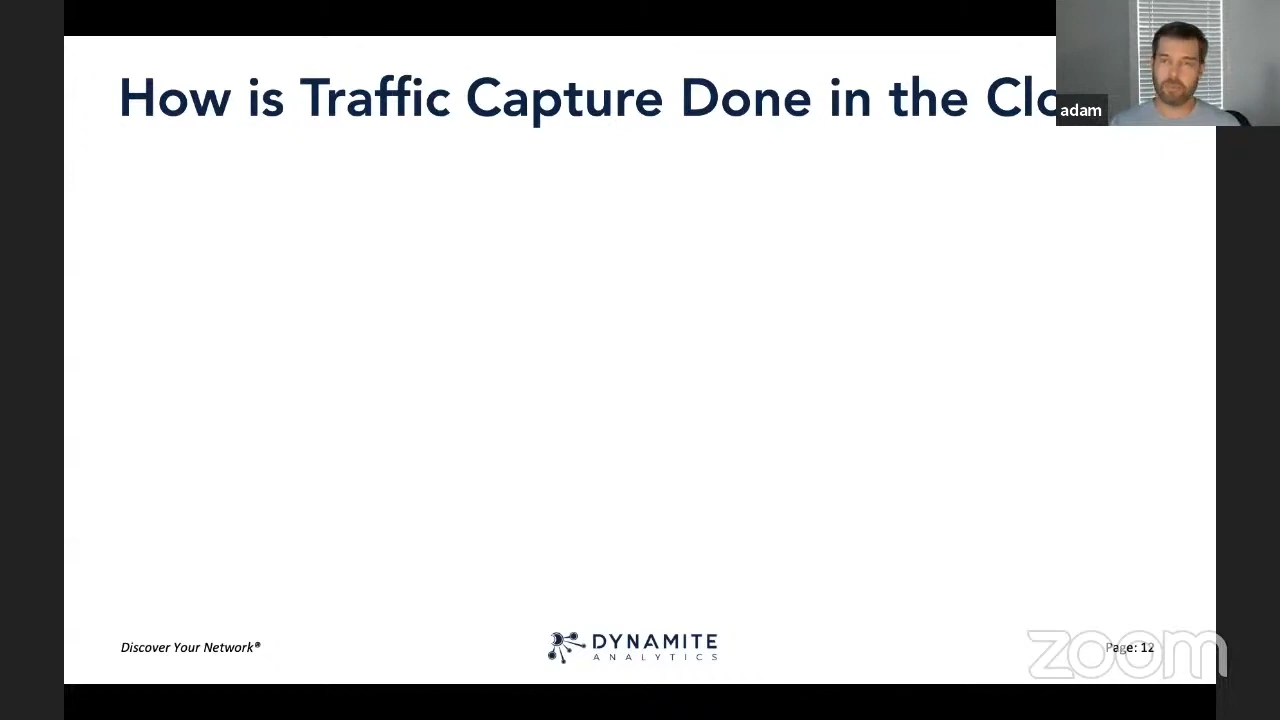 How is Traffic Capture Done in the Clo
adam
Discover Your Network®
DYNAMITE
ANALYTICS
Page: 12
zoom